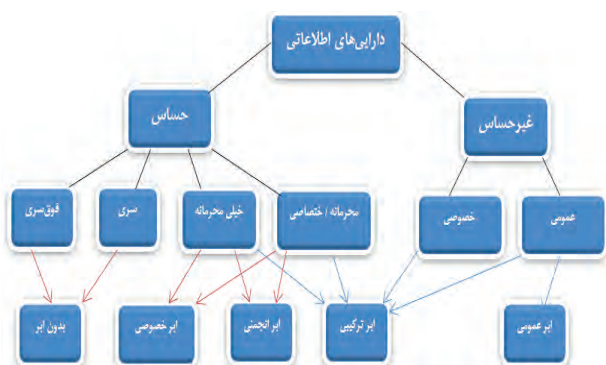 دارایی‌های اطلاعاتی
غیرحساس
حساس
عمومی
خصوصی
محرمانه / ختصاصی
خیلی محرمانه
سری
فوق‌سری
ابر عمومی
ابر ترکیبی
ابر انجمنی
ابر خصوصی
بدون ابر